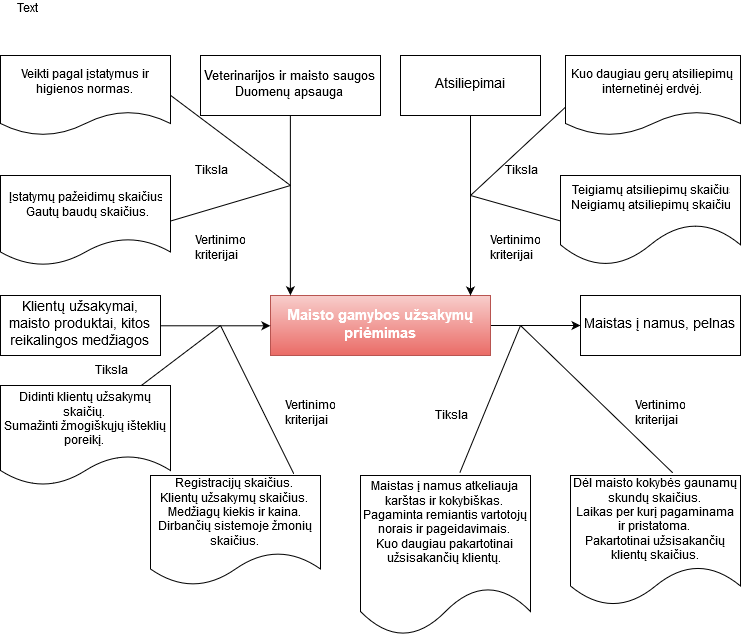 Text
Veikti pagal įstatymus ir
higienos normas.
Veterinarijos ir maisto saugos
Duomenų apsauga
Atsiliepimai
Kuo daugiau gerų atsiliepimų
internetinėj erdvėj.
Tiksla
Tiksla
Įstatymų pažeidimų skaičius
Gautų baudų skaičius.
Teigiamų atsiliepimų skaičiu
Neigiamų atsiliepimų skaičiu
Vertinimo
kriterijai
Vertinimo
kriterijai
Klientų užsakymai,
maisto produktai, kitos
reikalingos medžiagos
Maisto gamybos užsakymų
priėmimas
Maistas į namus, pelnas
Tiksla
Didinti klientų užsakymų
skaičių.
Sumažinti žmogiškųjų išteklių
poreikį.
Vertinimo
kriterijai
Tiksla
Vertinimo
kriterijai
Registracijų skaičius.
Klientų užsakymų skaičius.
Medžiagų kiekis ir kaina.
Dirbančių sistemoje žmonių
skaičius.
Maistas į namus atkeliauja
karštas ir kokybiškas.
Pagaminta remiantis vartotojų
norais ir pageidavimais.
Kuo daugiau pakartotinai
užsisakančių klientų.
Dėl maisto kokybės gaunamų
skundų skaičius.
Laikas per kurį pagaminama
ir pristatoma.
Pakartotinai užsisakančių
klientų skaičius.